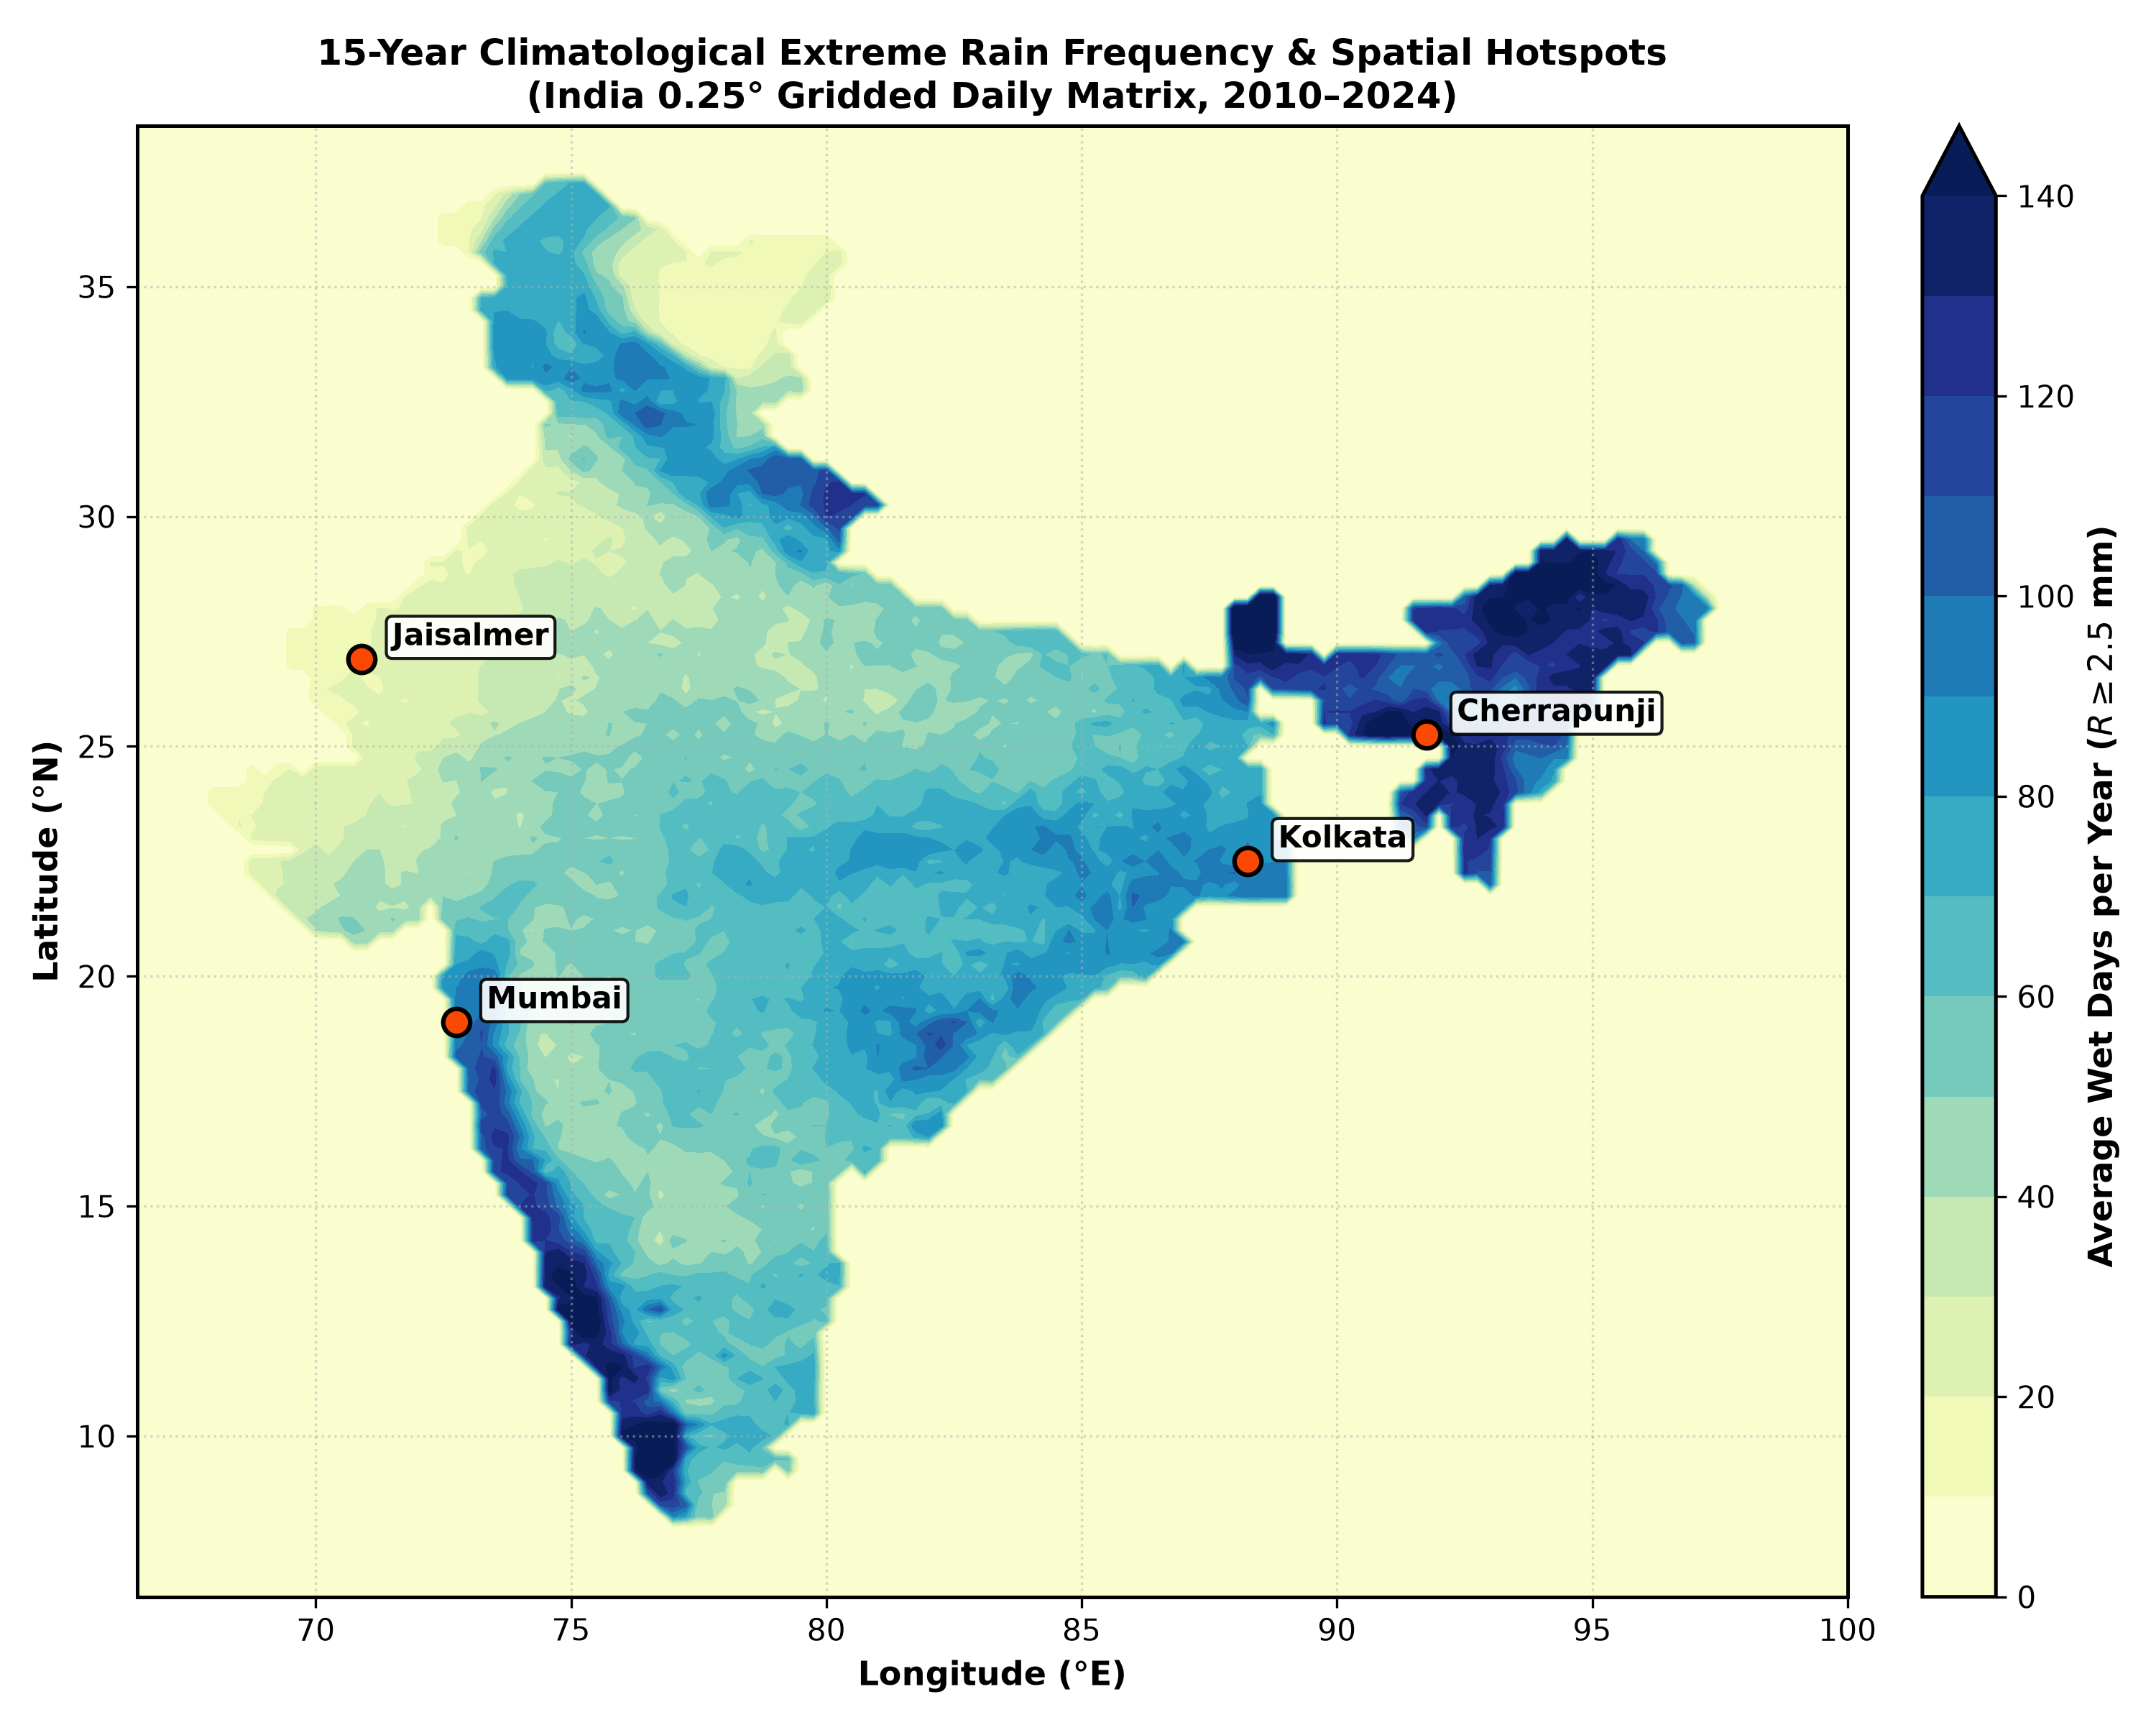 15-Year Climatological Extreme Rain Frequency & Spatial Hotspots
(India 0.25° Gridded Daily Matrix, 2010–2024)
Latitude (°N)
35
30
25
20
15
10
Jaisalmer
Cherrapunji
Kolkata
Mumbai
70 75 80 85 90 95 100
Longitude (°E)
140
120
100
80
60
40
20
0
Average Wet Days per Year (R ≥ 2.5 mm)